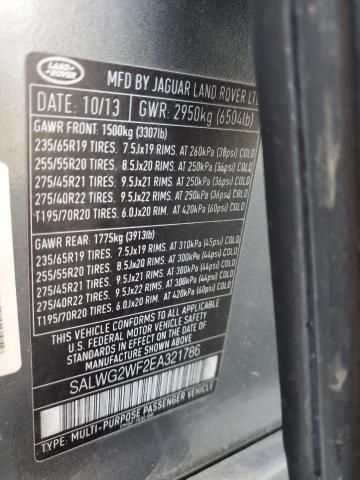 LAND
ROVER
MFD BY JAGUAR LAND ROVER LTD
DATE: 10/13 GWR: 2950kg (6504lb)
GAWR FRONT: 1500kg (3307lb)
235/65R19 TIRES. 7.5Jx19 RIMS. AT 260kPa (38psi) COLD
255/55R20 TIRES. 8.5Jx20 RIMS. AT 250kPa (36psi) COLD
275/45R21 TIRES. 9.5Jx21 RIMS. AT 250kPa (36psi) COLD
275/40R22 TIRES. 9.5Jx22 RIMS. AT 250kPa (36psi) COLD
T195/70R20 TIRES. 6.0Jx20 RIMS. AT 420kPa (60psi) COLD
GAWR REAR: 1775kg (3913lb)
235/65R19 TIRES. 7.5Jx19 RIMS. AT 310kPa (45psi) COLD
255/55R20 TIRES. 8.5Jx20 RIMS. AT 300kPa (44psi) COLD
275/45R21 TIRES. 9.5Jx21 RIMS. AT 300kPa (44psi) COLD
275/40R22 TIRES. 9.5Jx22 RIMS. AT 300kPa (44psi) COLD
T195/70R20 TIRES. 6.0Jx20 RIMS. AT 420kPa (60psi) COLD
THIS VEHICLE CONFORMS TO ALL APPLICABLE
U.S. FEDERAL MOTOR VEHICLE SAFETY, BUMPER
AND THEFT PREVENTION STANDARDS IN EFFECT
ON THE DATE OF MANUFACTURE SHOWN ABOVE.
SALWG2WF2EA321786
TYPE: MULTI-PURPOSE PASSENGER VEHICLE